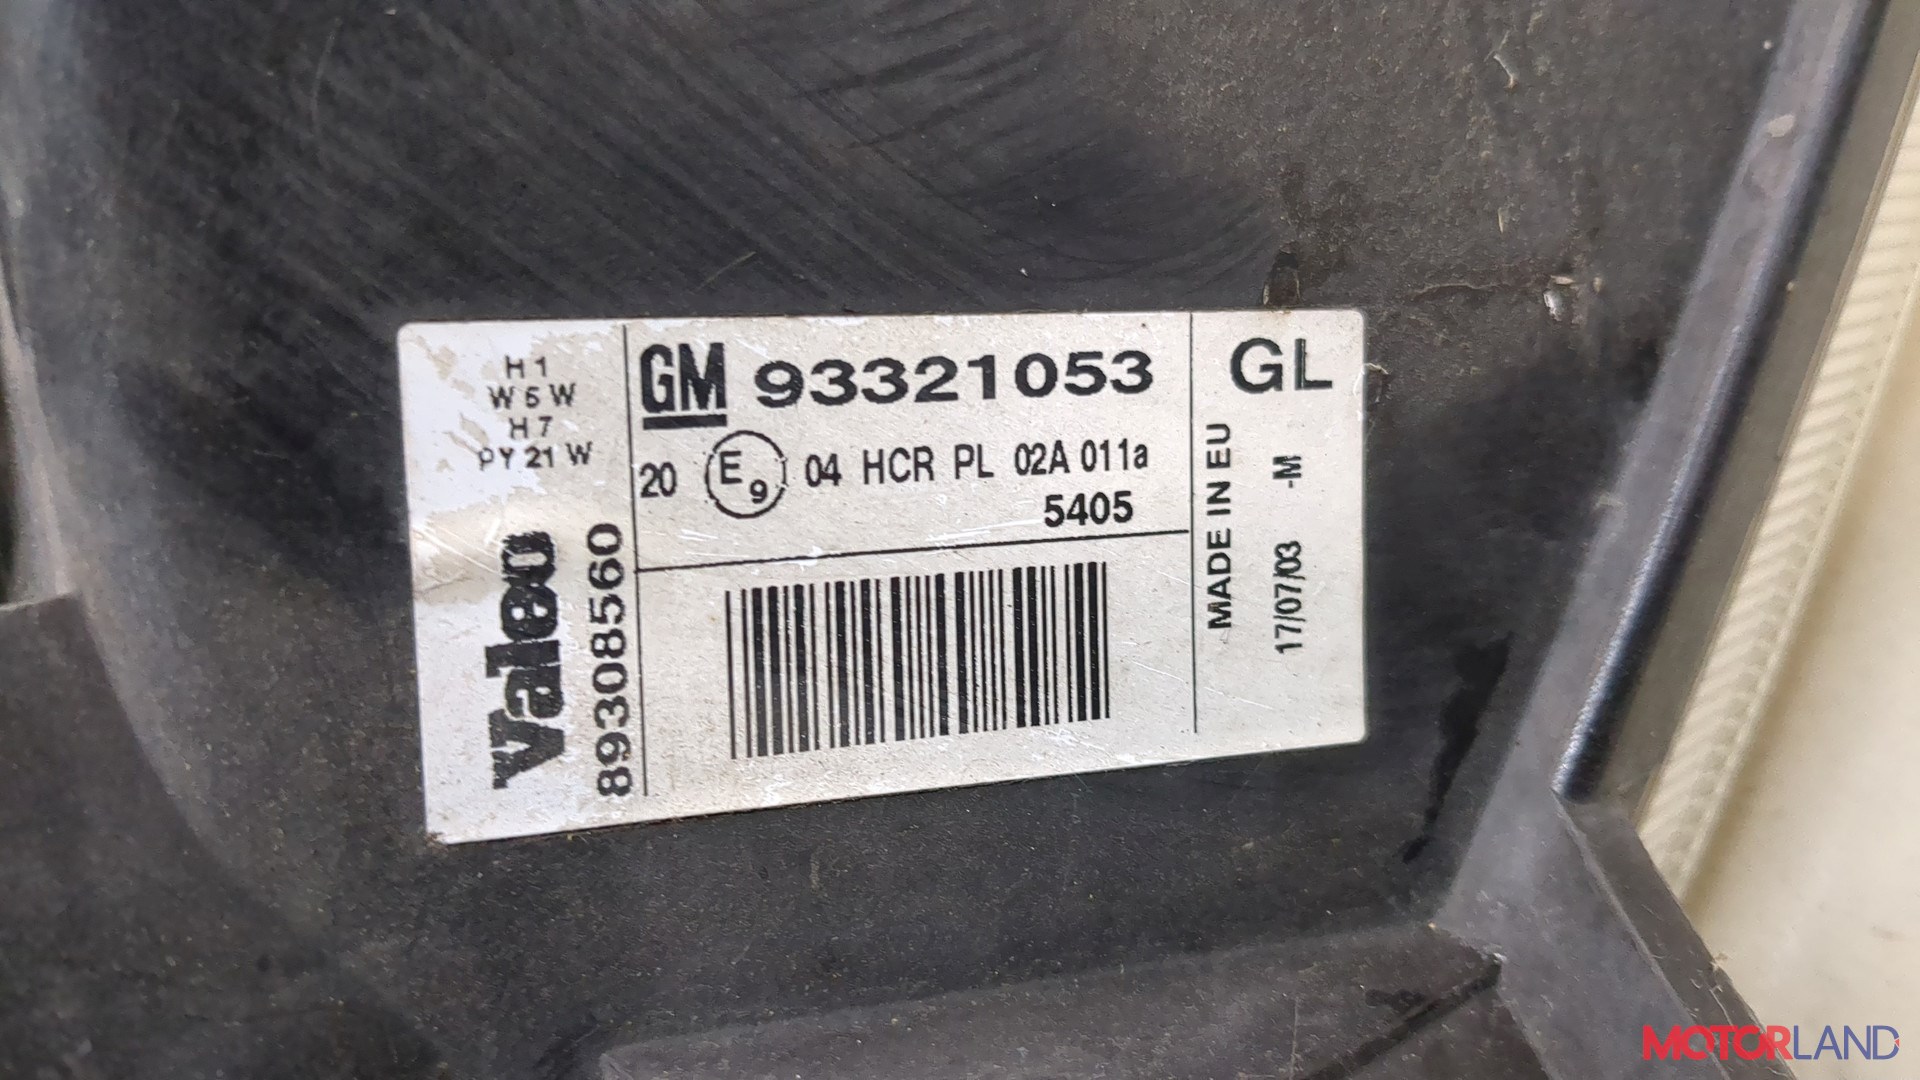 H1
W5W
H7
PY21W
Valeo
89308560
GM 93321053
20 E9 04 HCR PL 02A 011a
5405
GL
MADE IN EU
17/07/03 -M
MOTORLAND